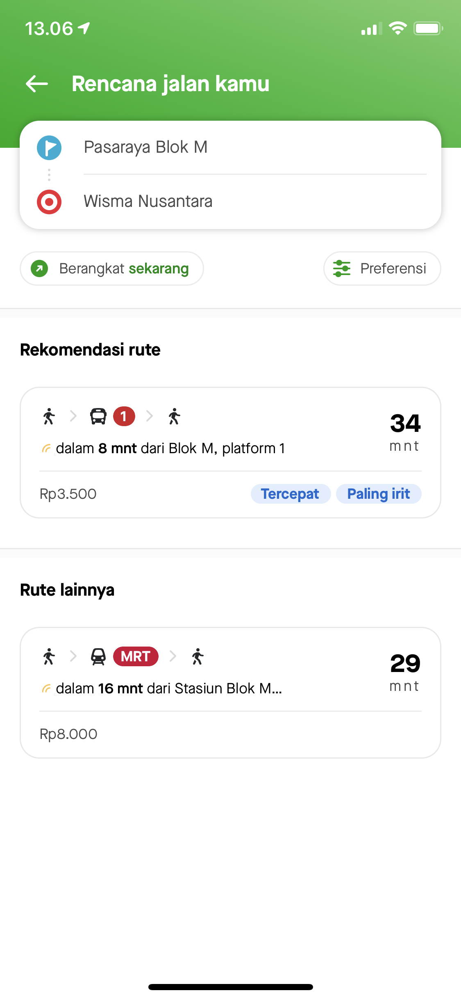 13.06
Rencana jalan kamu
Pasaraya Blok M
Wisma Nusantara
Berangkat sekarang
Preferensi
Rekomendasi rute
1
34
mnt
dalam 8 mnt dari Blok M, platform 1
Rp3.500
Tercepat
Paling irit
Rute lainnya
MRT
29
mnt
dalam 16 mnt dari Stasiun Blok M...
Rp8.000